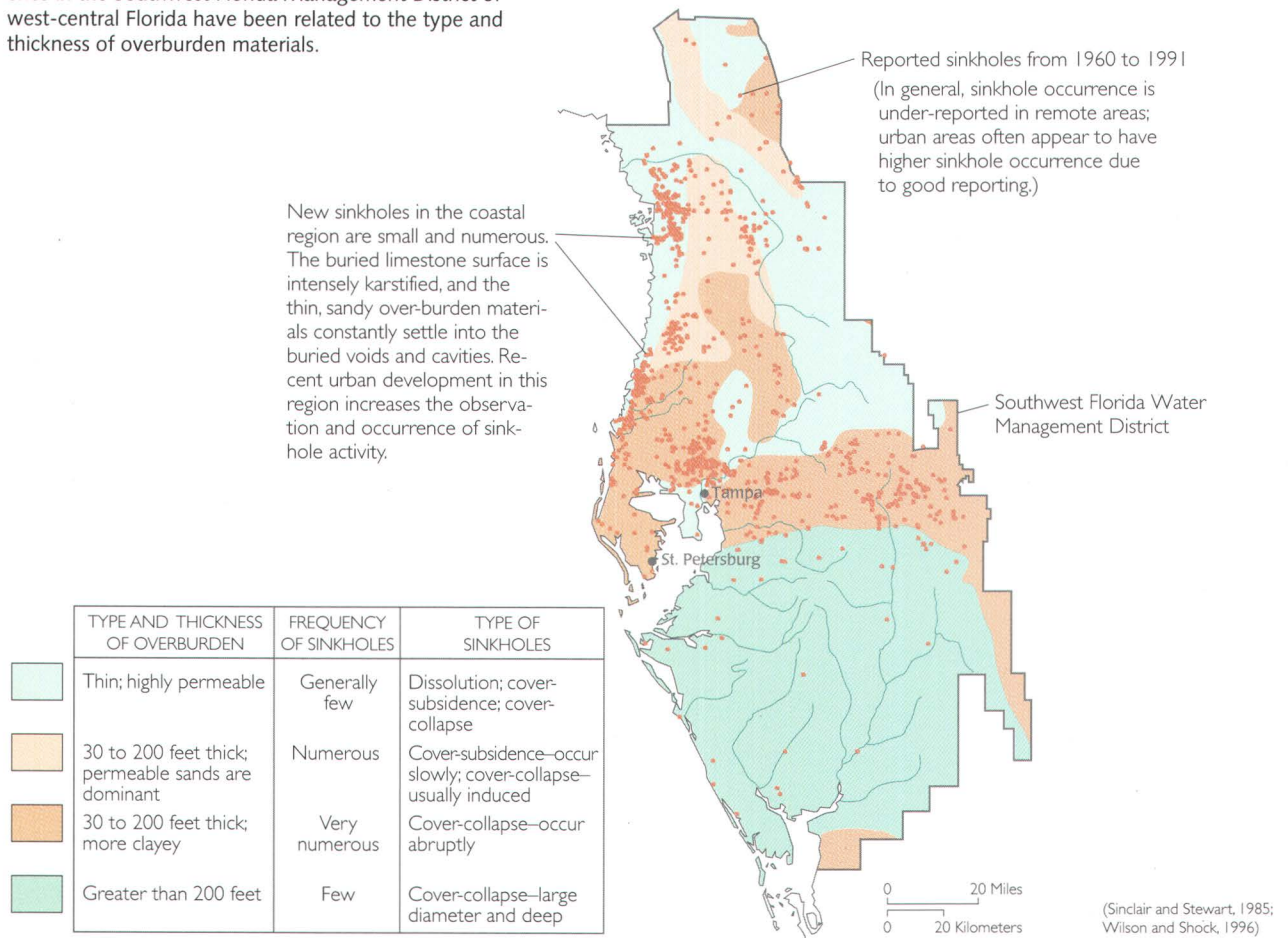 west-central Florida have been related to the type and
thickness of overburden materials.
Reported sinkholes from 1960 to 1991
(In general, sinkhole occurrence is
under-reported in remote areas;
urban areas often appear to have
higher sinkhole occurrence due
to good reporting.)
New sinkholes in the coastal
region are small and numerous.
The buried limestone surface is
intensely karstified, and the
thin, sandy over-burden materi-
als constantly settle into the
buried voids and cavities. Re-
cent urban development in this
region increases the observa-
tion and occurrence of sink-
hole activity.
Southwest Florida Water
Management District
Tampa
St. Petersburg
TYPE AND THICKNESS
OF OVERBURDEN
FREQUENCY
OF SINKHOLES
TYPE OF
SINKHOLES
Thin; highly permeable
Generally
few
Dissolution; cover-
subsidence; cover-
collapse
30 to 200 feet thick;
permeable sands are
dominant
Numerous
Cover-subsidence—occur
slowly; cover-collapse—
usually induced
30 to 200 feet thick;
more clayey
Very
numerous
Cover-collapse—occur
abruptly
Greater than 200 feet
Few
Cover-collapse—large
diameter and deep
0 20 Miles
0 20 Kilometers
(Sinclair and Stewart, 1985;
Wilson and Shock, 1996)